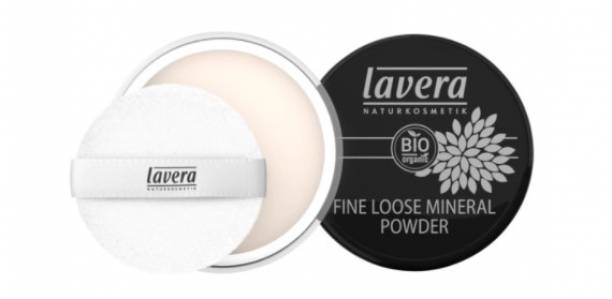 lavera
NATURKOSMETIK
lavera
NATURKOSMETIK
BIO
organic
FINE LOOSE MINERAL
POWDER